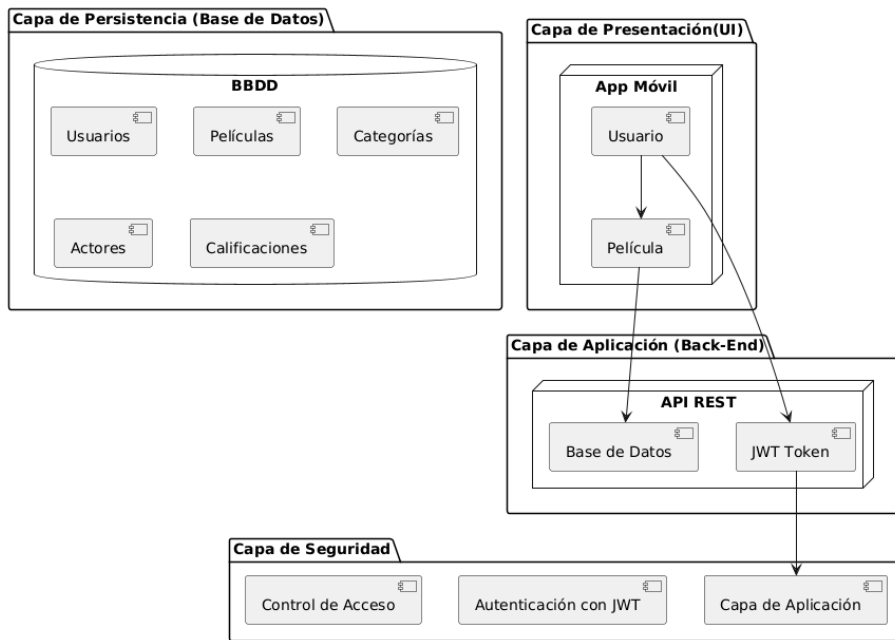 Capa de Persistencia (Base de Datos)
BBDD
Usuarios
Películas
Categorías
Actores
Calificaciones
Capa de Presentación(UI)
App Móvil
Usuario
Película
Capa de Aplicación (Back-End)
API REST
Base de Datos
JWT Token
Capa de Seguridad
Control de Acceso
Autenticación con JWT
Capa de Aplicación